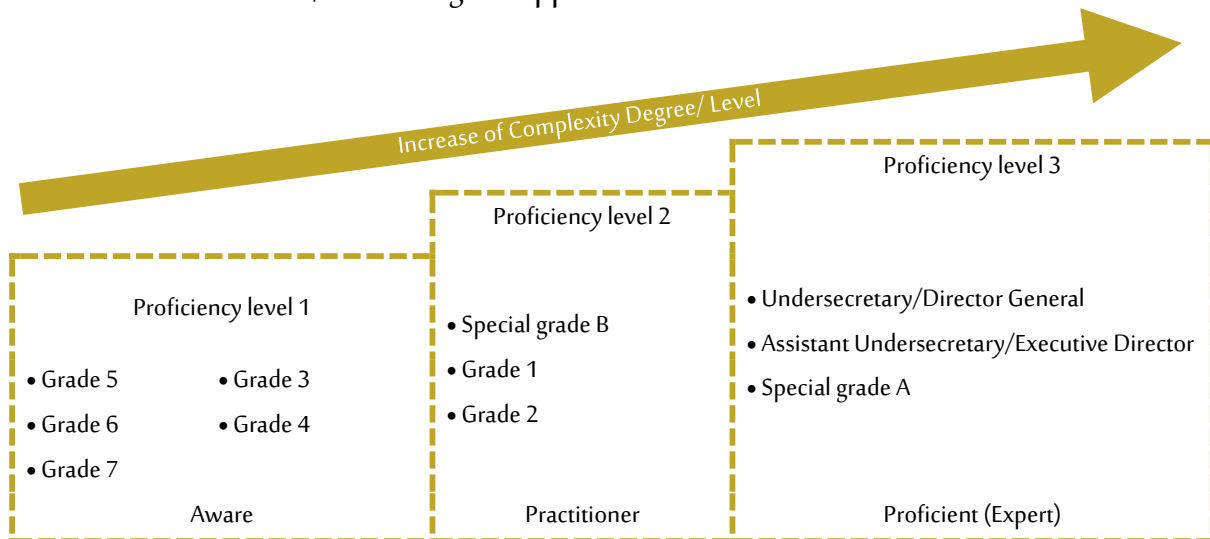 Increase of Complexity Degree/ Level
Proficiency level 3
Proficiency level 2
Proficiency level 1
• Undersecretary/Director General
• Assistant Undersecretary/Executive Director
• Special grade A
• Special grade B
• Grade 1
• Grade 2
• Grade 5
• Grade 3
• Grade 6
• Grade 4
• Grade 7
Aware
Practitioner
Proficient (Expert)